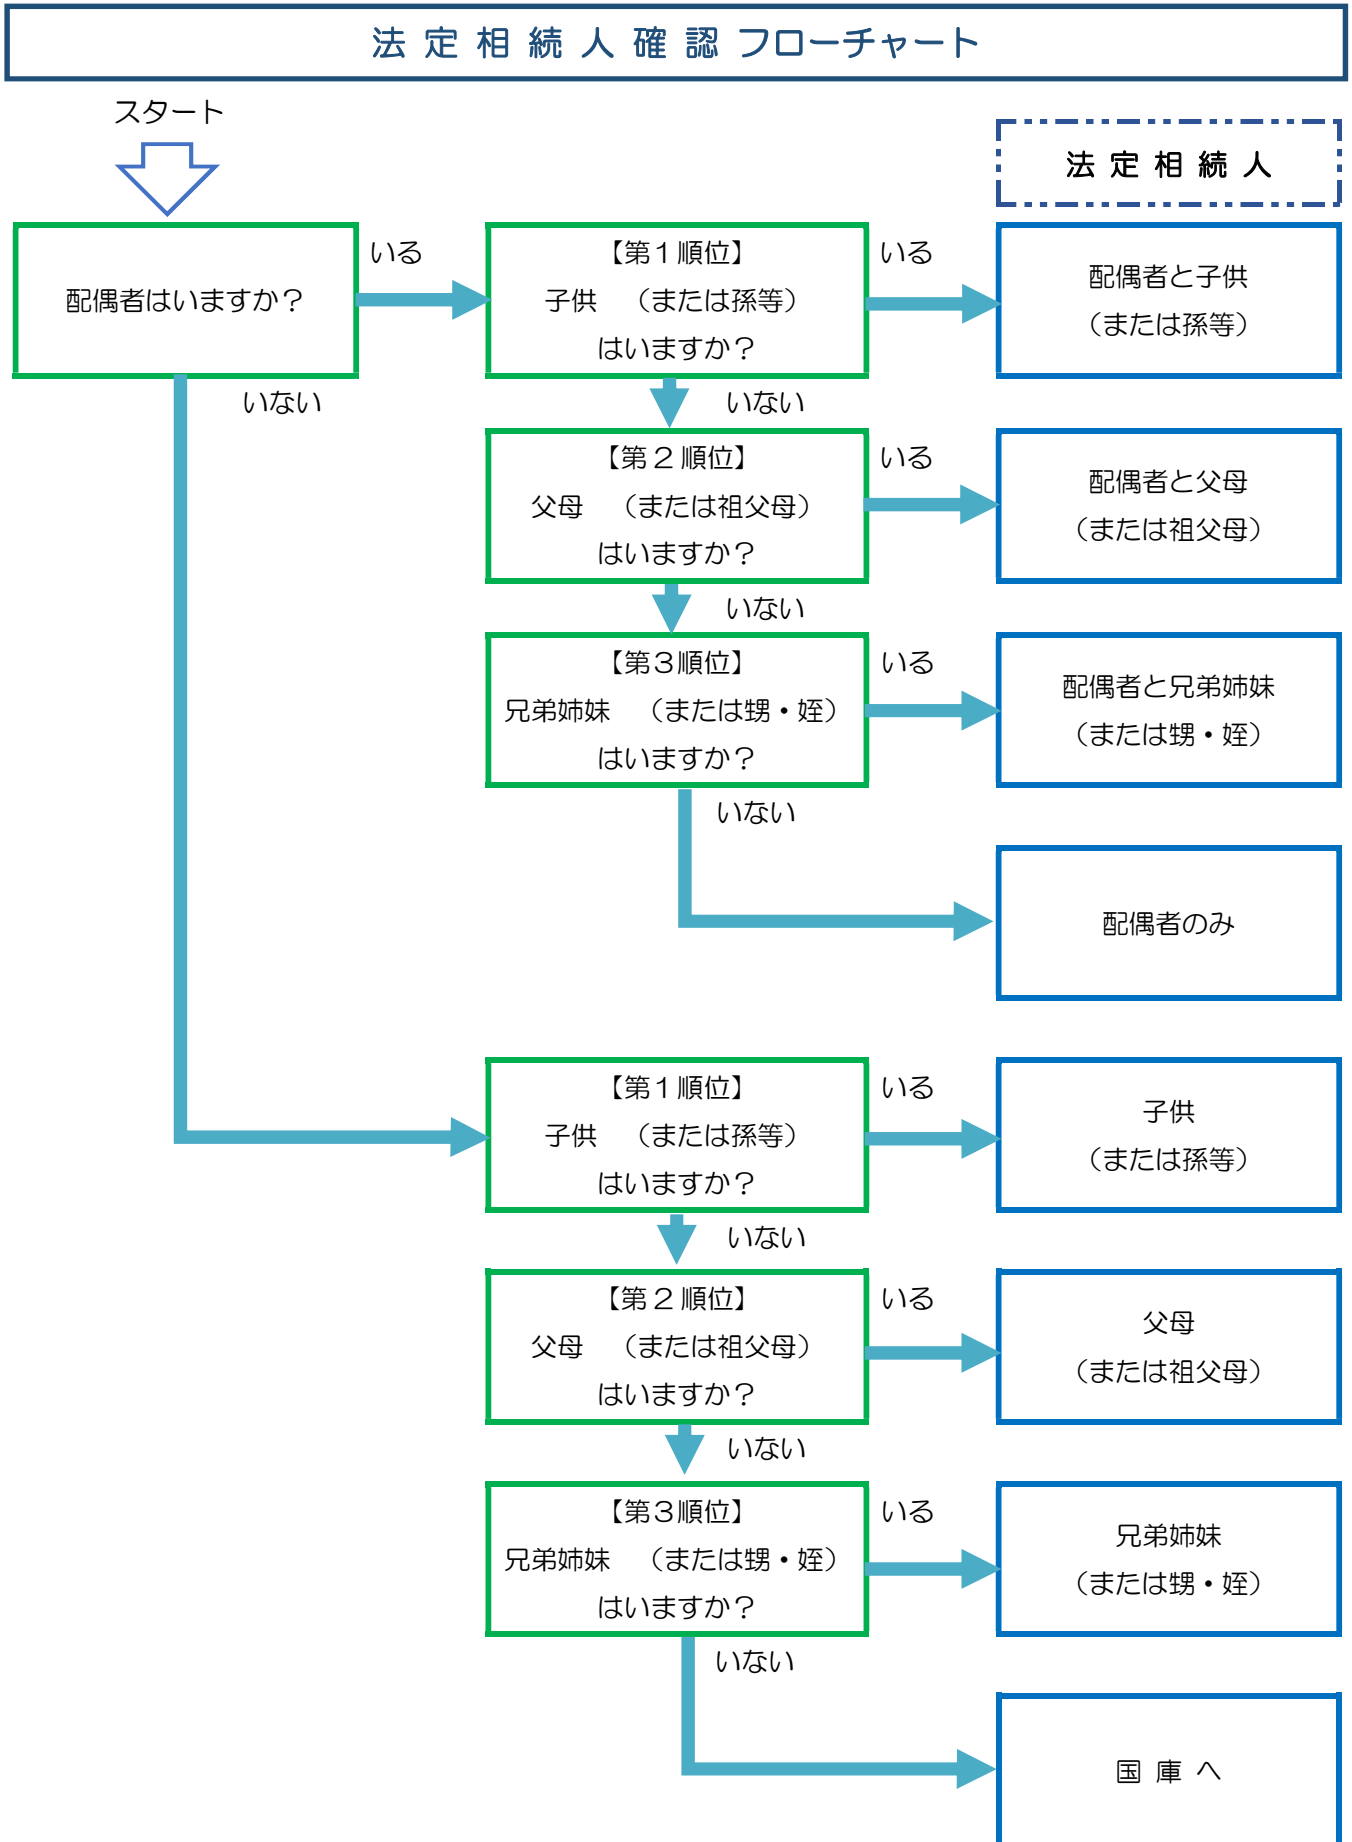 法定相続人確認フローチャート
スタート
法定相続人
配偶者はいますか？
いる
【第１順位】
子供　（または孫等）
はいますか？
いる
配偶者と子供
（または孫等）
いない
いない
【第２順位】
父母　（または祖父母）
はいますか？
いる
配偶者と父母
（または祖父母）
いない
【第３順位】
兄弟姉妹　（または甥・姪）
はいますか？
いる
配偶者と兄弟姉妹
（または甥・姪）
いない
配偶者のみ
【第１順位】
子供　（または孫等）
はいますか？
いる
子供
（または孫等）
いない
【第２順位】
父母　（または祖父母）
はいますか？
いる
父母
（または祖父母）
いない
【第３順位】
兄弟姉妹　（または甥・姪）
はいますか？
いる
兄弟姉妹
（または甥・姪）
いない
国庫へ